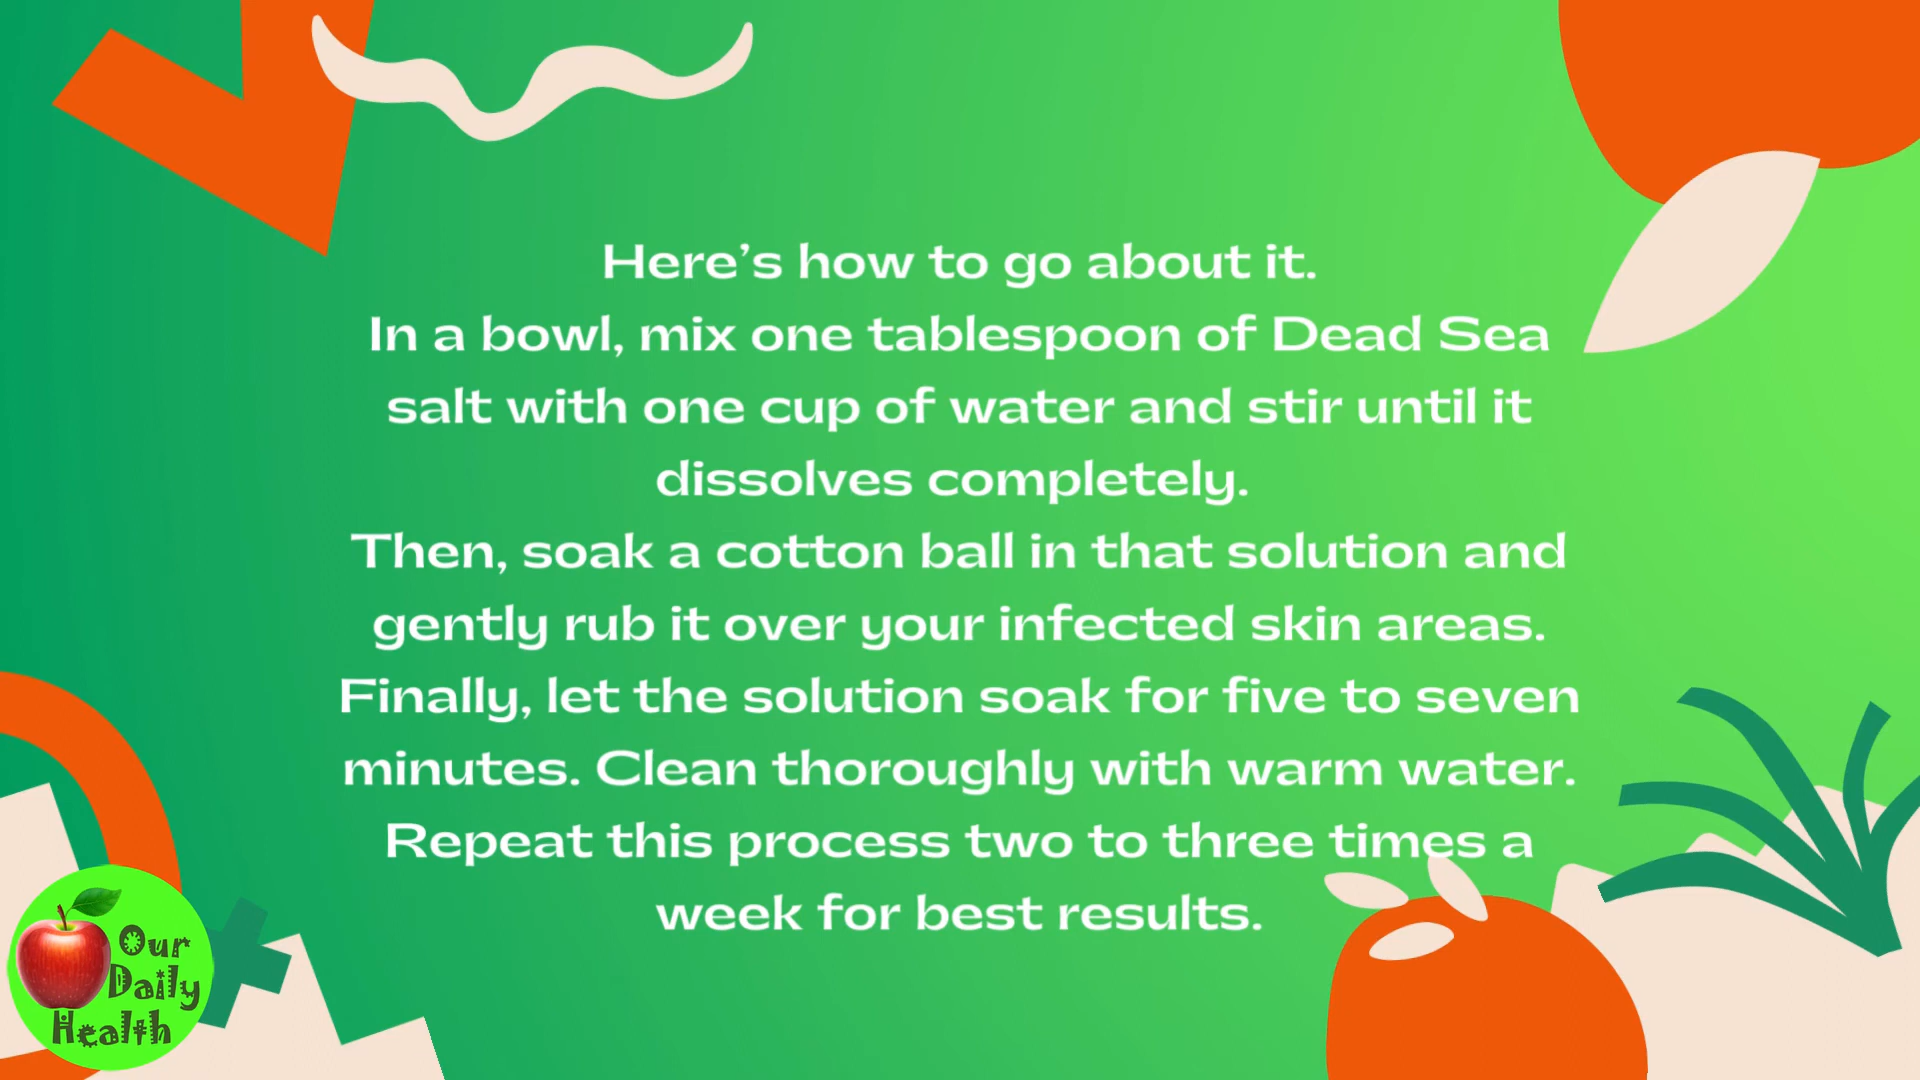 Here’s how to go about it.
In a bowl, mix one tablespoon of Dead Sea
salt with one cup of water and stir until it
dissolves completely.
Then, soak a cotton ball in that solution and
gently rub it over your infected skin areas.
Finally, let the solution soak for five to seven
minutes. Clean thoroughly with warm water.
Repeat this process two to three times a
week for best results.
Our
Daily
Health